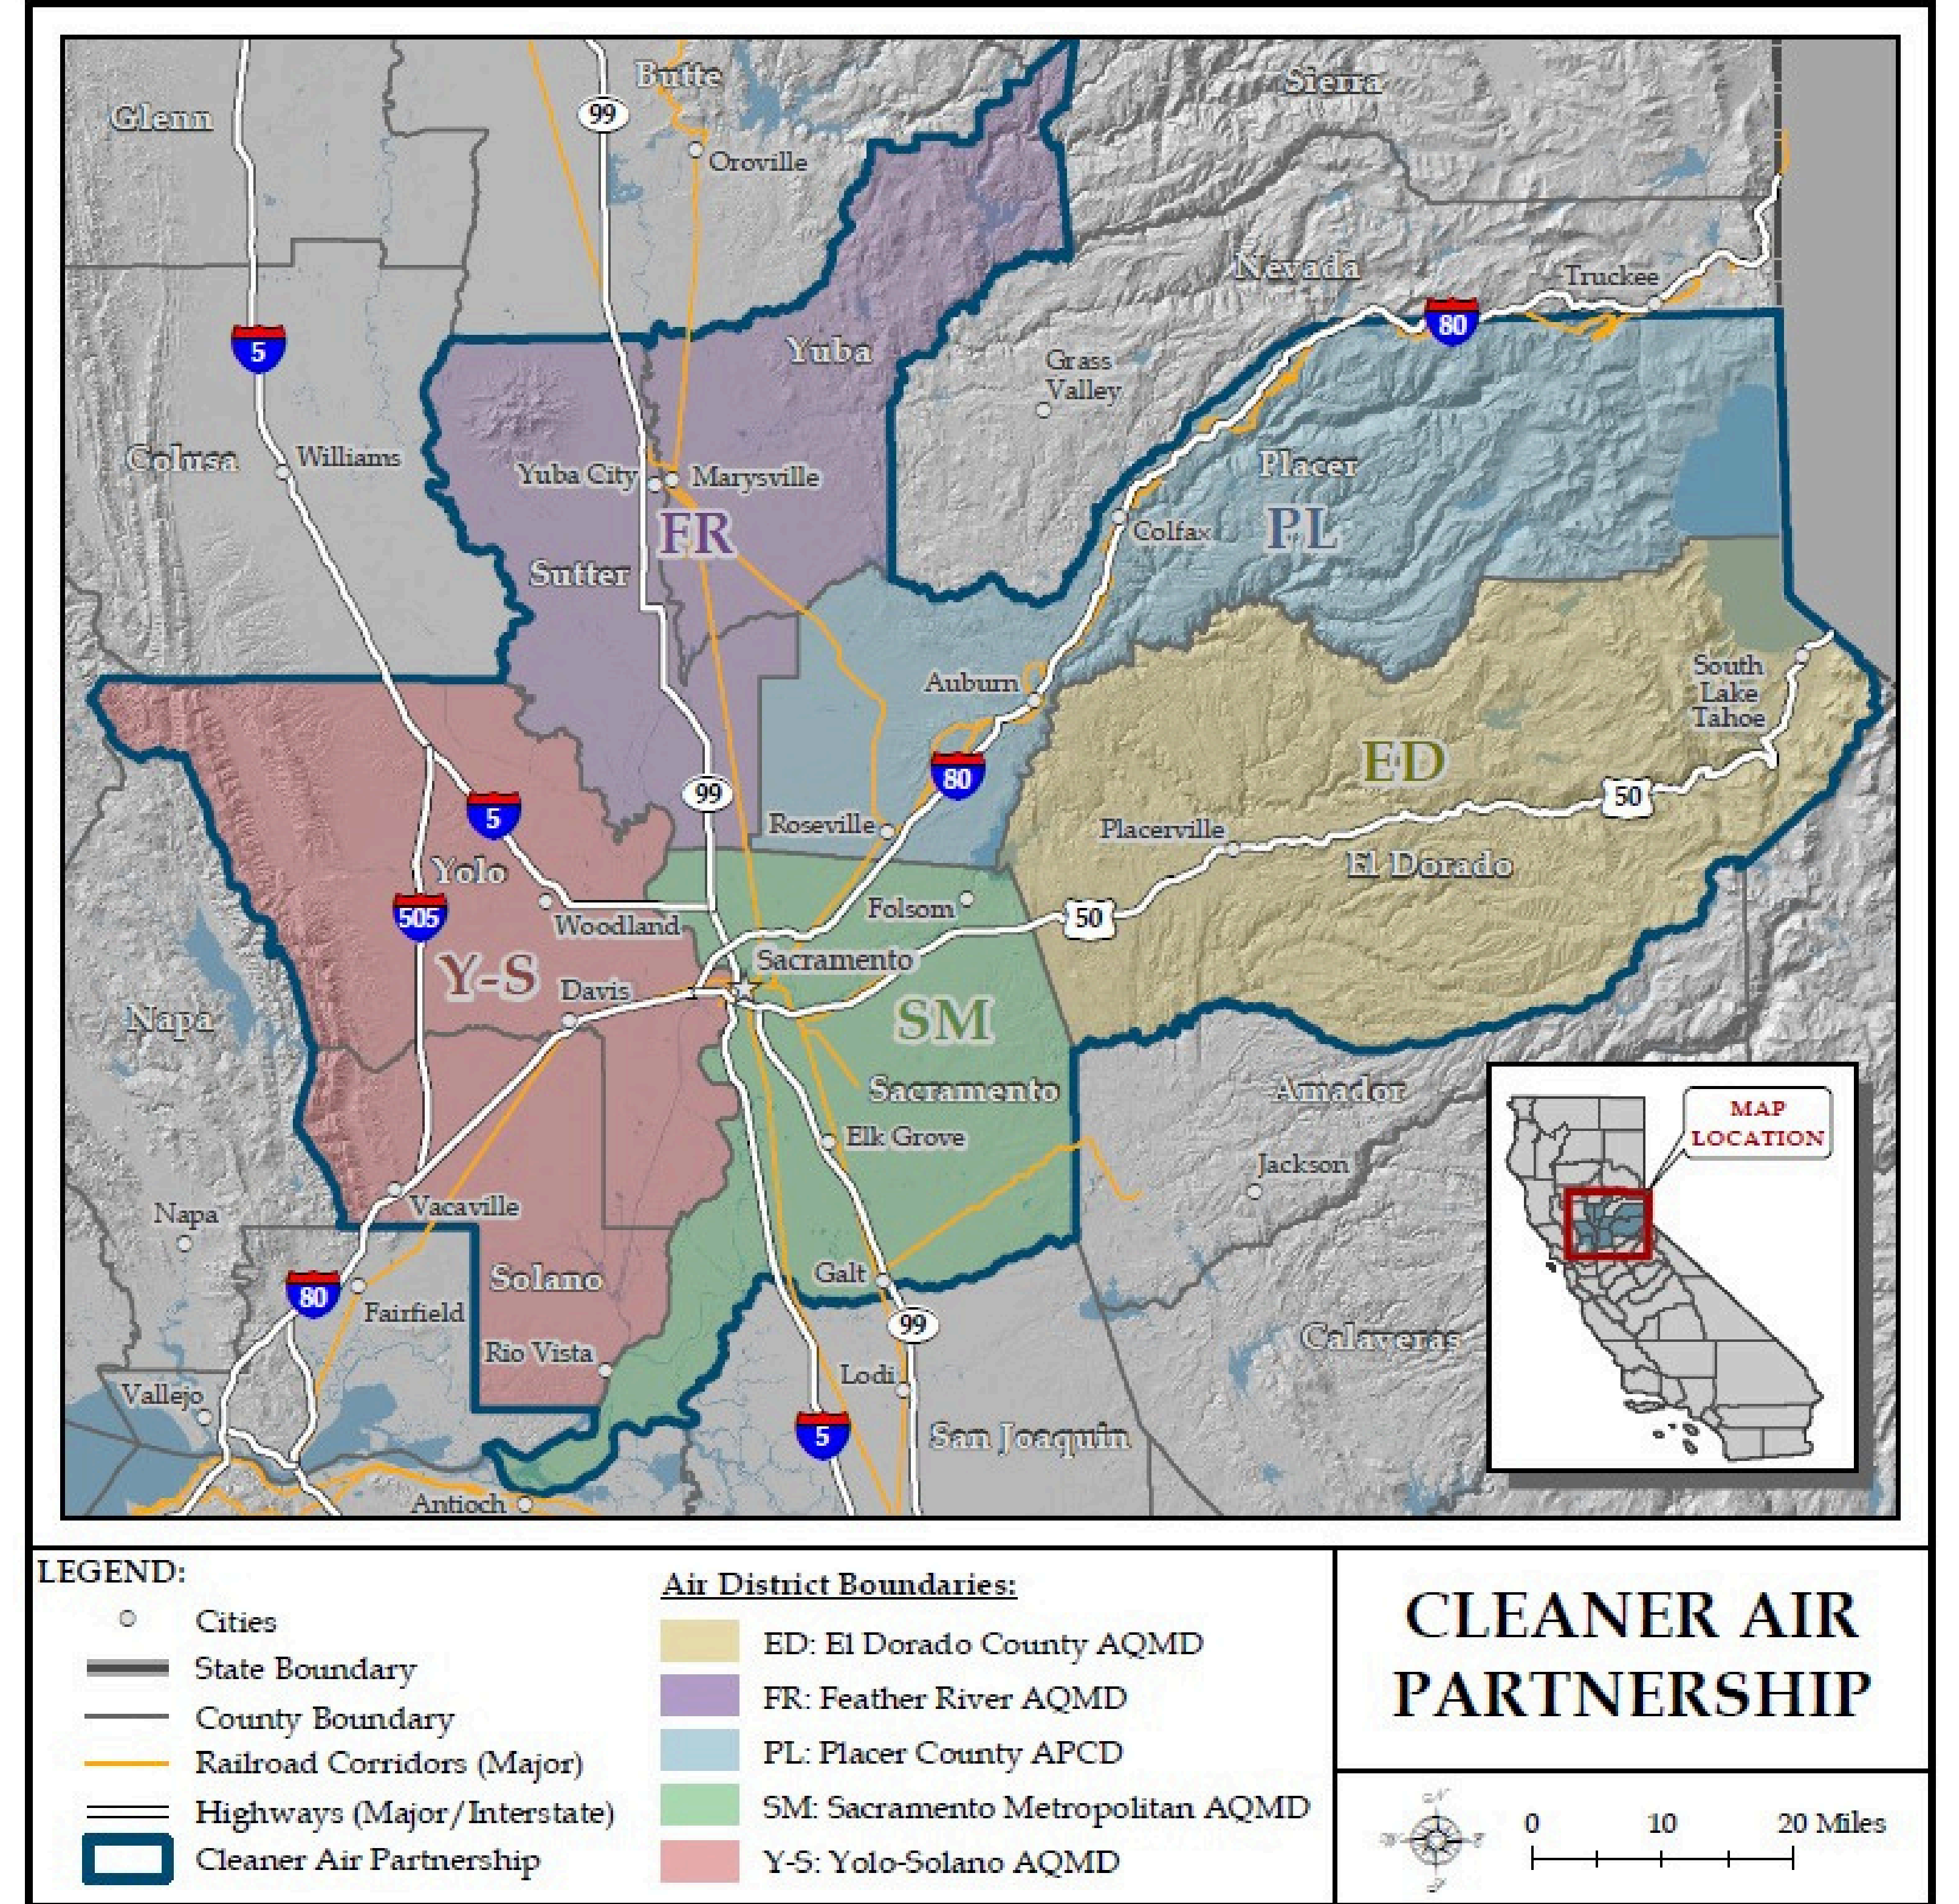 Butte
Sierra
Glenn
99
Oroville
Nevada
Truckee
80
5
Yuba
Grass
Valley
Colusa
Williams
Placer
Yuba City
Marysville
FR
Colfax
PL
Sutter
South
Lake
Tahoe
Auburn
ED
80
99
50
5
Roseville
Placerville
Yolo
El Dorado
505
Folsom
50
Woodland
Sacramento
Y-S
Davis
SM
Napa
Sacramento
Amador
MAP
LOCATION
Elk Grove
Jackson
Vacaville
Napa
Solano
Galt
80
Fairfield
99
Calaveras
Rio Vista
Lodi
Vallejo
5
San Joaquin
Antioch
LEGEND:
Cities
State Boundary
County Boundary
Railroad Corridors (Major)
Highways (Major/Interstate)
Cleaner Air Partnership
Air District Boundaries:
ED: El Dorado County AQMD
FR: Feather River AQMD
PL: Placer County APCD
SM: Sacramento Metropolitan AQMD
Y-S: Yolo-Solano AQMD
CLEANER AIR
PARTNERSHIP
N
W E
S
0 10 20 Miles